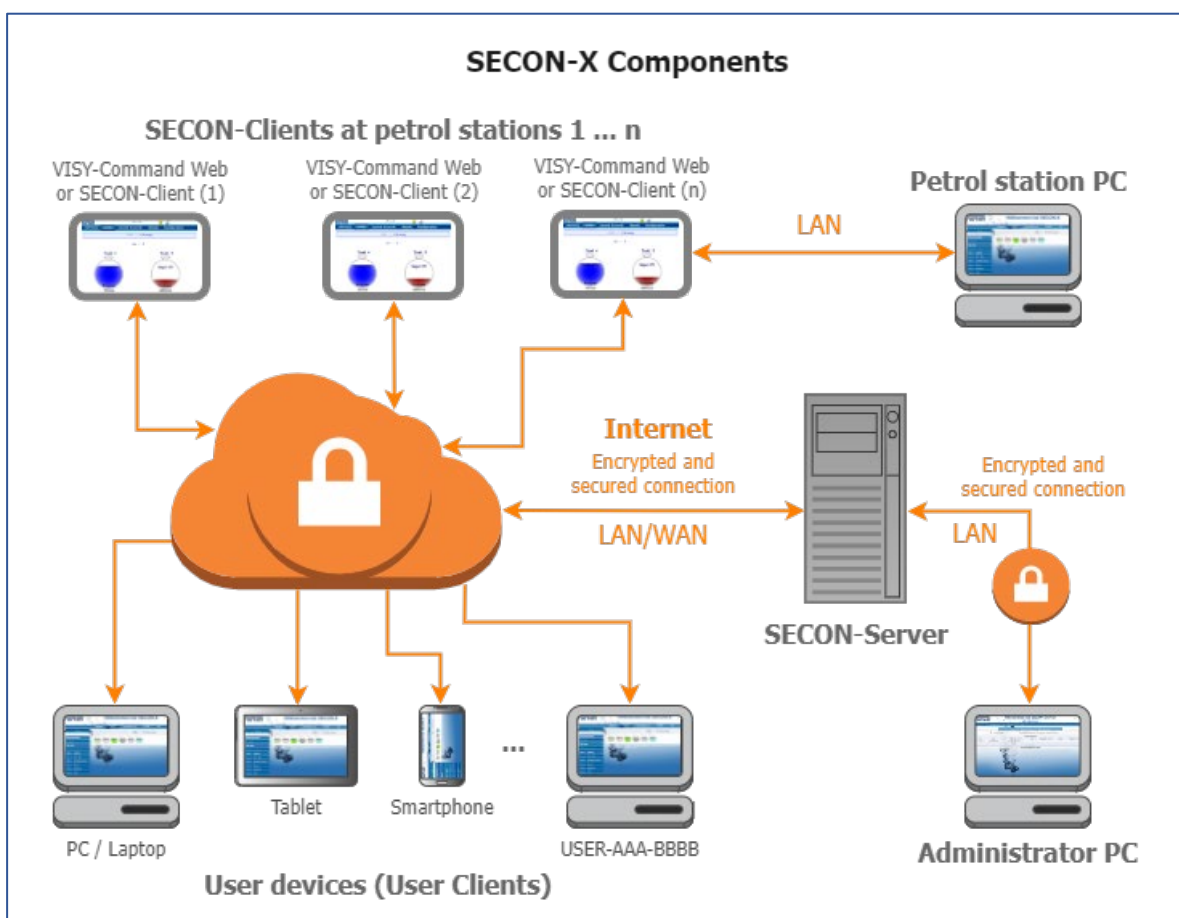 SECON-X Components
SECON-Clients at petrol stations 1 ... n
VISY-Command Web
or SECON-Client (1)
VISY-Command Web
or SECON-Client (2)
VISY-Command Web
or SECON-Client (n)
Petrol station PC
LAN
Internet
Encrypted and
secured connection
LAN/WAN
Encrypted and
secured connection
LAN
SECON-Server
...
PC / Laptop
Tablet
Smartphone
USER-AAA-BBBB
User devices (User Clients)
Administrator PC